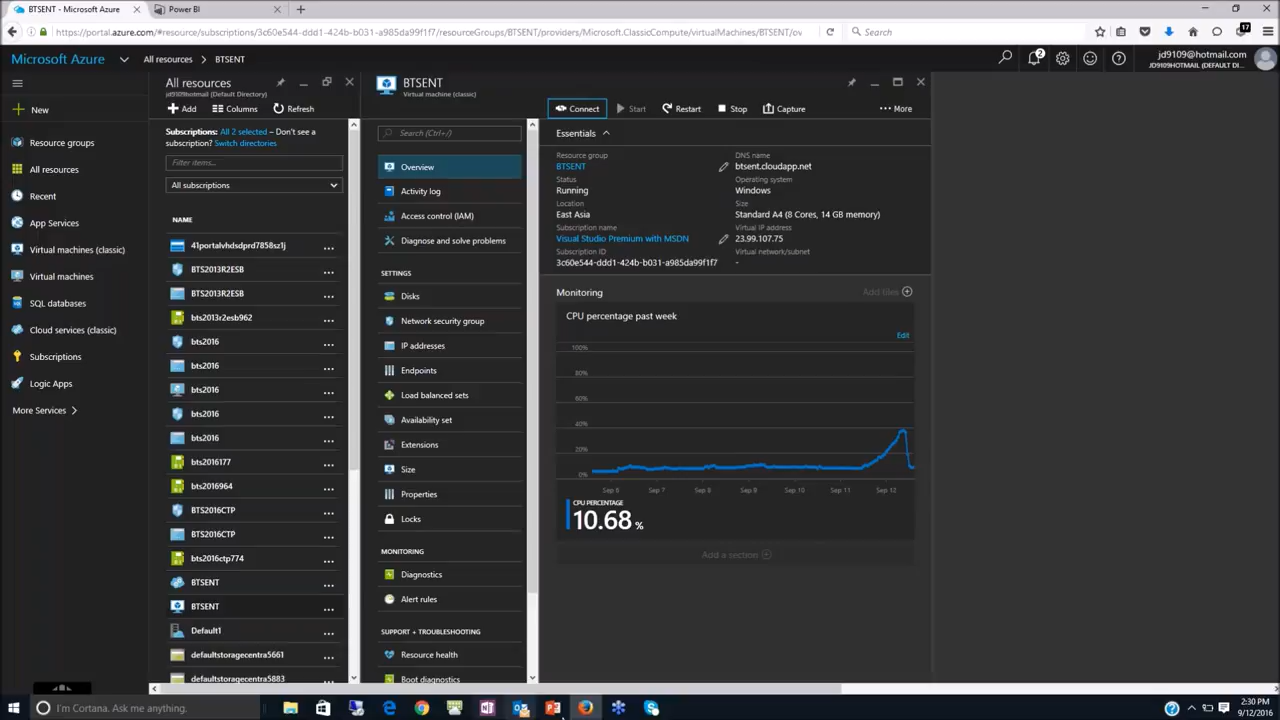 BTSENT - Microsoft Azure
Power BI
https://portal.azure.com/#resource/subscriptions/3c60e544-ddd1-424b-b031-a985da99f1f7/resourceGroups/BTSENT/providers/Microsoft.ClassicCompute/virtualMachines/BTSENT/ov
Search
17
Microsoft Azure
All resources > BTSENT
2
jd9109@hotmail.com
JD9109HOTMAIL (DEFAULT DI...
New
Resource groups
All resources
Recent
App Services
Virtual machines (classic)
Virtual machines
SQL databases
Cloud services (classic)
Subscriptions
Logic Apps
More Services >
All resources
jd9109hotmail (Default Directory)
Add
Columns
Refresh
Subscriptions: All 2 selected – Don't see a
subscription? Switch directories
Filter items...
All subscriptions
NAME
41portalvhdsdprd7858sz1j
BTS2013R2ESB
BTS2013R2ESB
bts2013r2esb962
bts2016
bts2016
bts2016
bts2016
bts2016
bts2016177
bts2016964
BTS2016CTP
BTS2016CTP
bts2016ctp774
BTSENT
BTSENT
Default1
defaultstoragecentra5661
defaultstoragecentra5883
BTSENT
Virtual machine (classic)
Search (Ctrl+/)
Overview
Activity log
Access control (IAM)
Diagnose and solve problems
SETTINGS
Disks
Network security group
IP addresses
Endpoints
Load balanced sets
Availability set
Extensions
Size
Properties
Locks
MONITORING
Diagnostics
Alert rules
SUPPORT + TROUBLESHOOTING
Resource health
Boot diagnostics
Connect
Start
Restart
Stop
Capture
More
Essentials
Resource group
BTSENT
Status
Running
Location
East Asia
Subscription name
Visual Studio Premium with MSDN
Subscription ID
3c60e544-ddd1-424b-b031-a985da99f1f7
DNS name
btsent.cloudapp.net
Operating system
Windows
Size
Standard A4 (8 Cores, 14 GB memory)
Virtual IP address
23.99.107.75
Virtual network/subnet
-
Monitoring
Add tiles
CPU percentage past week
Edit
100%
80%
60%
40%
20%
0%
Sep 6 Sep 7 Sep 8 Sep 9 Sep 10 Sep 11 Sep 12
CPU PERCENTAGE
10.68 %
Add a section
I'm Cortana. Ask me anything.
2:30 PM
9/12/2016